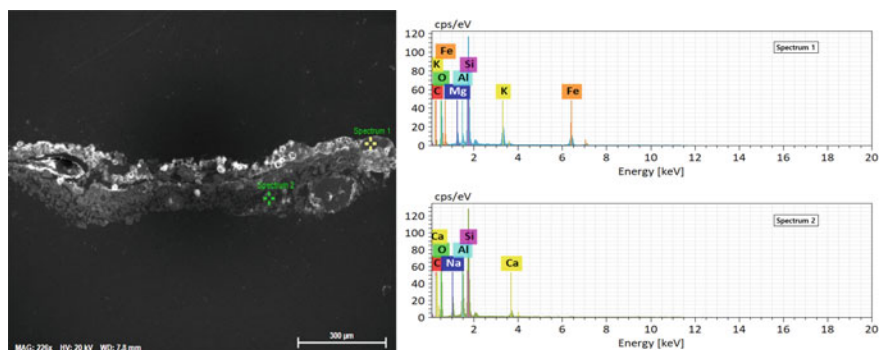 Spectrum 1
Spectrum 2
MAG: 226x HV: 20 kV WD: 7.8 mm
300 µm
cps/eV
120
100
80
60
40
20
0
Fe
K
Si
O
Al
C
Mg
K
Fe
Spectrum 1
2 4 6 8 10 12 14 16 18 20
Energy [keV]
cps/eV
120
100
80
60
40
20
0
Ca
Si
O
Al
C
Na
Ca
Spectrum 2
2 4 6 8 10 12 14 16 18 20
Energy [keV]